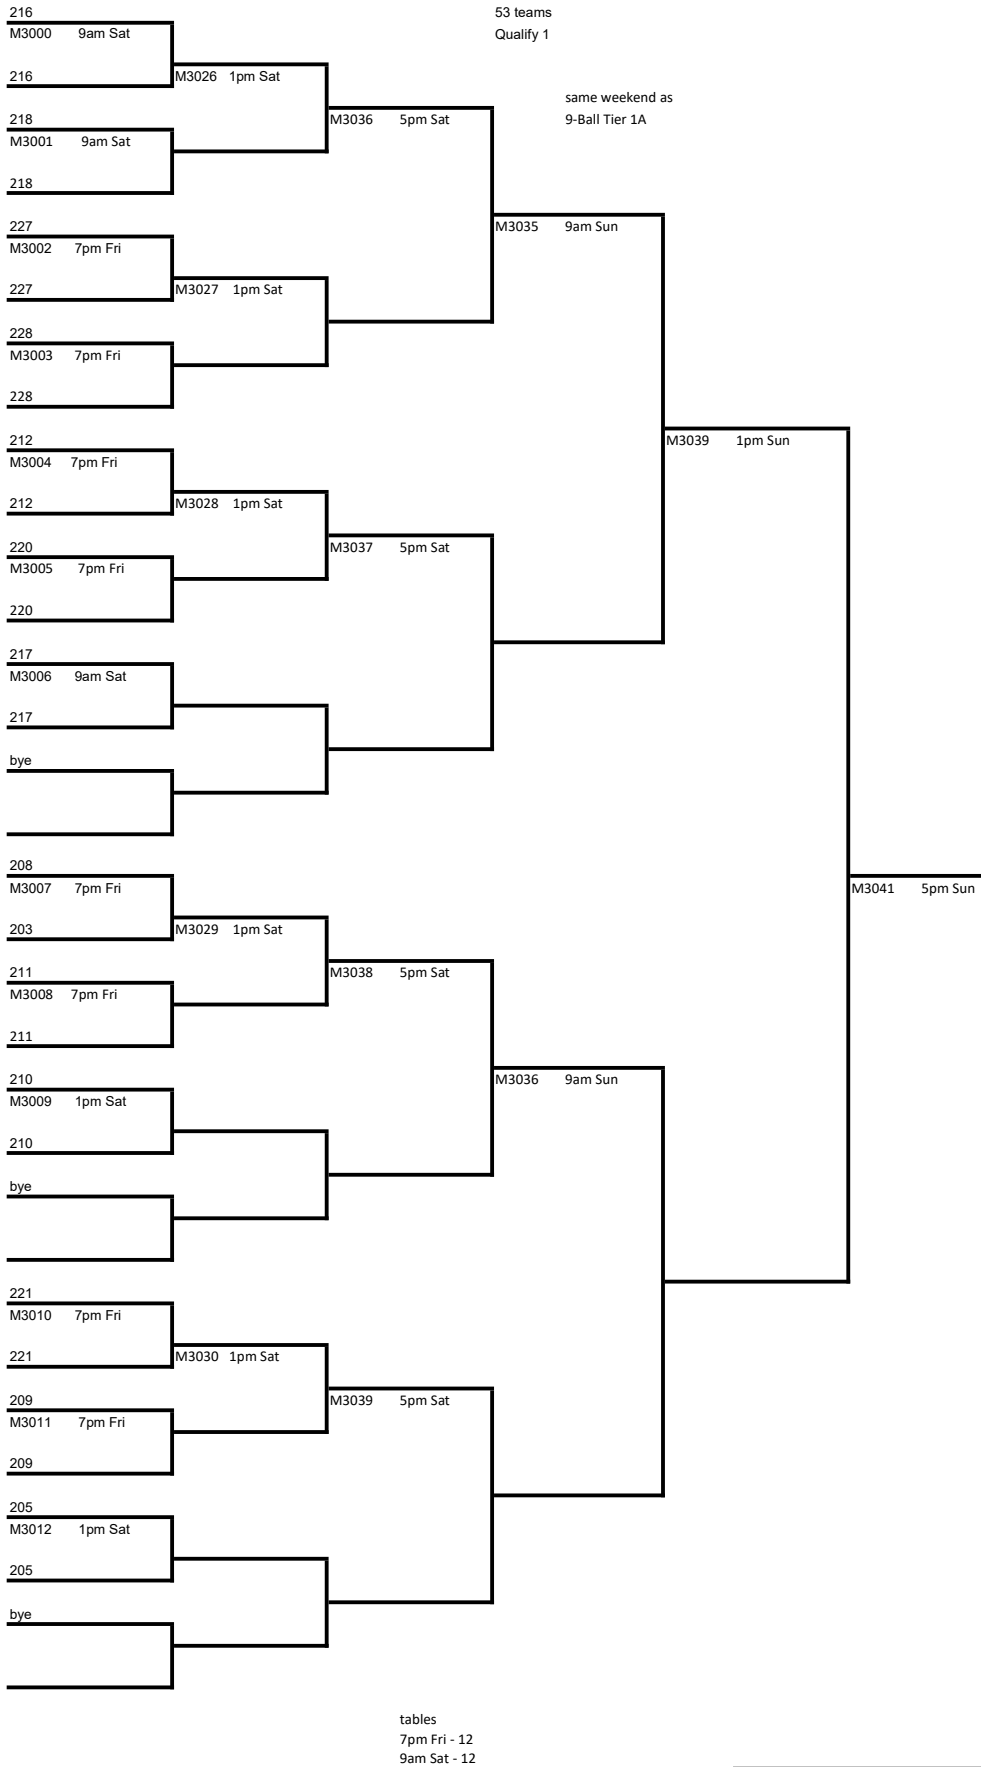 216
53 teams
M3000 9am Sat
Qualify 1
216
M3026 1pm Sat
same weekend as
218
M3036 5pm Sat
9-Ball Tier 1A
M3001 9am Sat
218
227
M3035 9am Sun
M3002 7pm Fri
227
M3027 1pm Sat
228
M3003 7pm Fri
228
212
M3039 1pm Sun
M3004 7pm Fri
212
M3028 1pm Sat
220
M3037 5pm Sat
M3005 7pm Fri
220
217
M3006 9am Sat
217
bye
208
M3007 7pm Fri
M3041 5pm Sun
203
M3029 1pm Sat
211
M3038 5pm Sat
M3008 7pm Fri
211
210
M3036 9am Sun
M3009 1pm Sat
210
bye
221
M3010 7pm Fri
221
M3030 1pm Sat
209
M3039 5pm Sat
M3011 7pm Fri
209
205
M3012 1pm Sat
205
bye
tables
7pm Fri - 12
9am Sat - 12